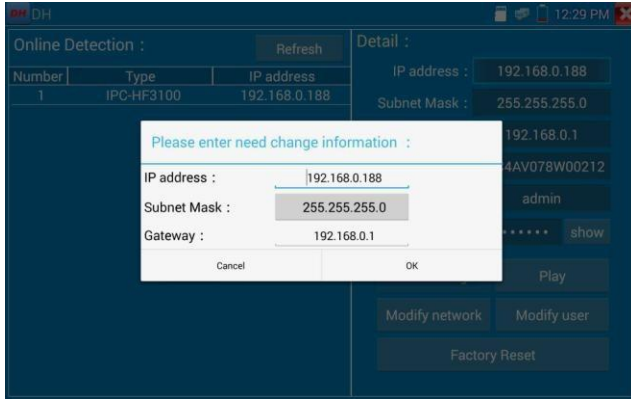 DH DH 12:29 PM
Online Detection : Refresh
Number Type IP address
1 IPC-HF3100 192.168.0.188
Detail :
IP address : 192.168.0.188
Subnet Mask : 255.255.255.0
192.168.0.1
4AV078W00212
admin
show
Please enter need change information :
IP address : 192.168.0.188
Subnet Mask : 255.255.255.0
Gateway : 192.168.0.1
Cancel OK
Play
Modify network Modify user
Factory Reset